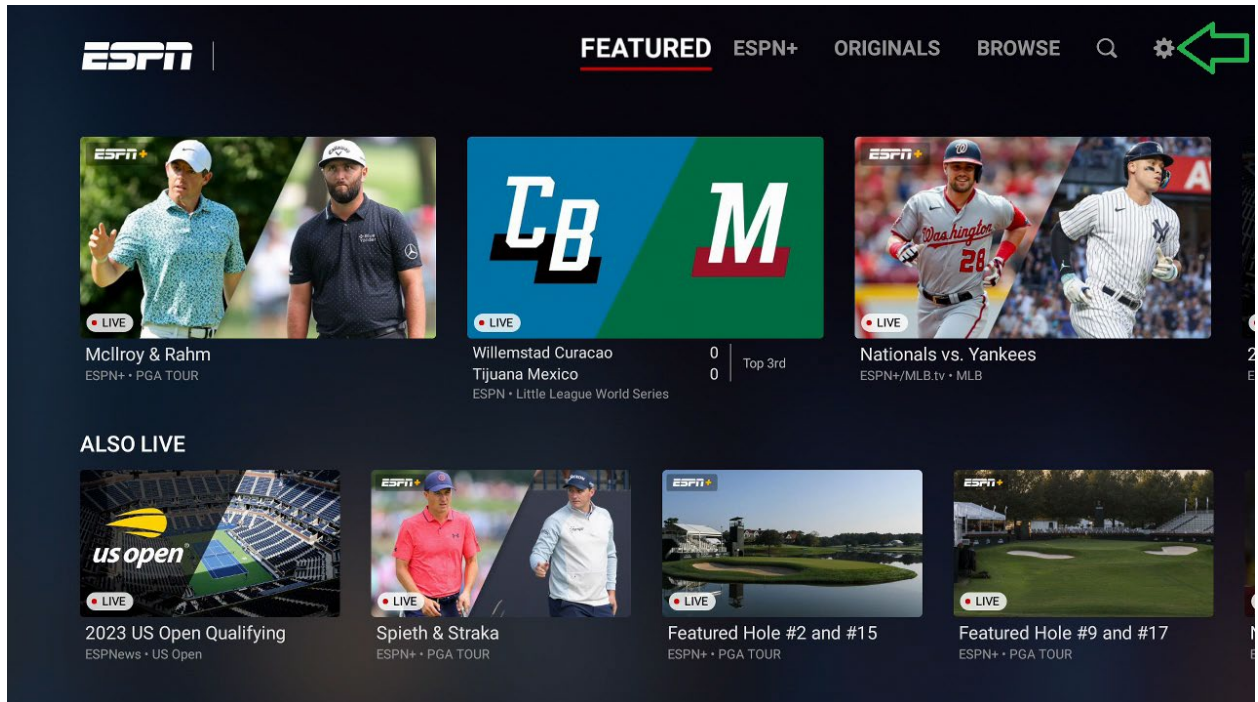 ESPN
FEATURED ESPN+ ORIGINALS BROWSE
ESPN+
LIVE
McIlroy & Rahm
ESPN+ • PGA TOUR
CB
M
LIVE
Willemstad Curacao 0
Tijuana Mexico 0
Top 3rd
ESPN • Little League World Series
ESPN+
W
Washington
28
A
LIVE
Nationals vs. Yankees
ESPN+/MLB.tv • MLB
2
E
ALSO LIVE
us open
LIVE
2023 US Open Qualifying
ESPNews • US Open
ESPN+
LIVE
Spieth & Straka
ESPN+ • PGA TOUR
ESPN+
LIVE
Featured Hole #2 and #15
ESPN+ • PGA TOUR
ESPN+
LIVE
Featured Hole #9 and #17
ESPN+ • PGA TOUR
N
E